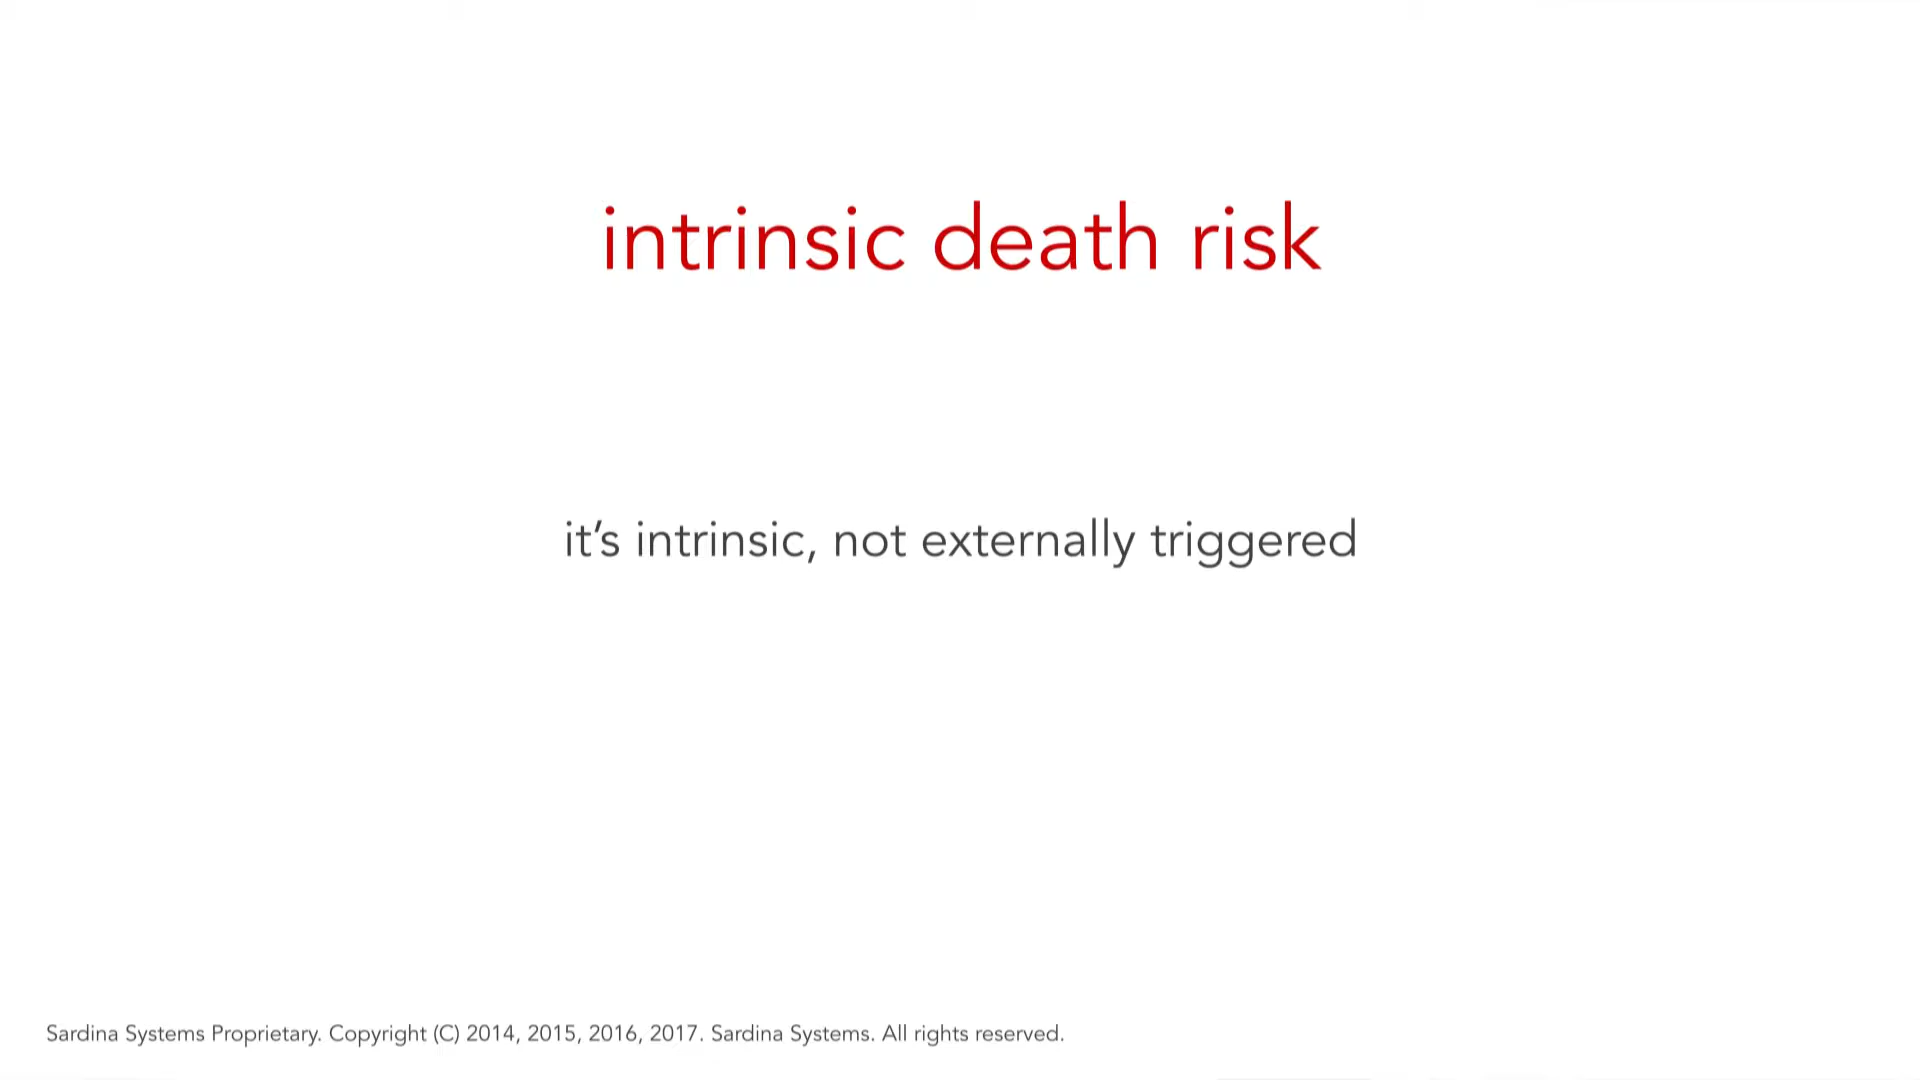 intrinsic death risk
it’s intrinsic, not externally triggered
Sardina Systems Proprietary. Copyright (C) 2014, 2015, 2016, 2017. Sardina Systems. All rights reserved.